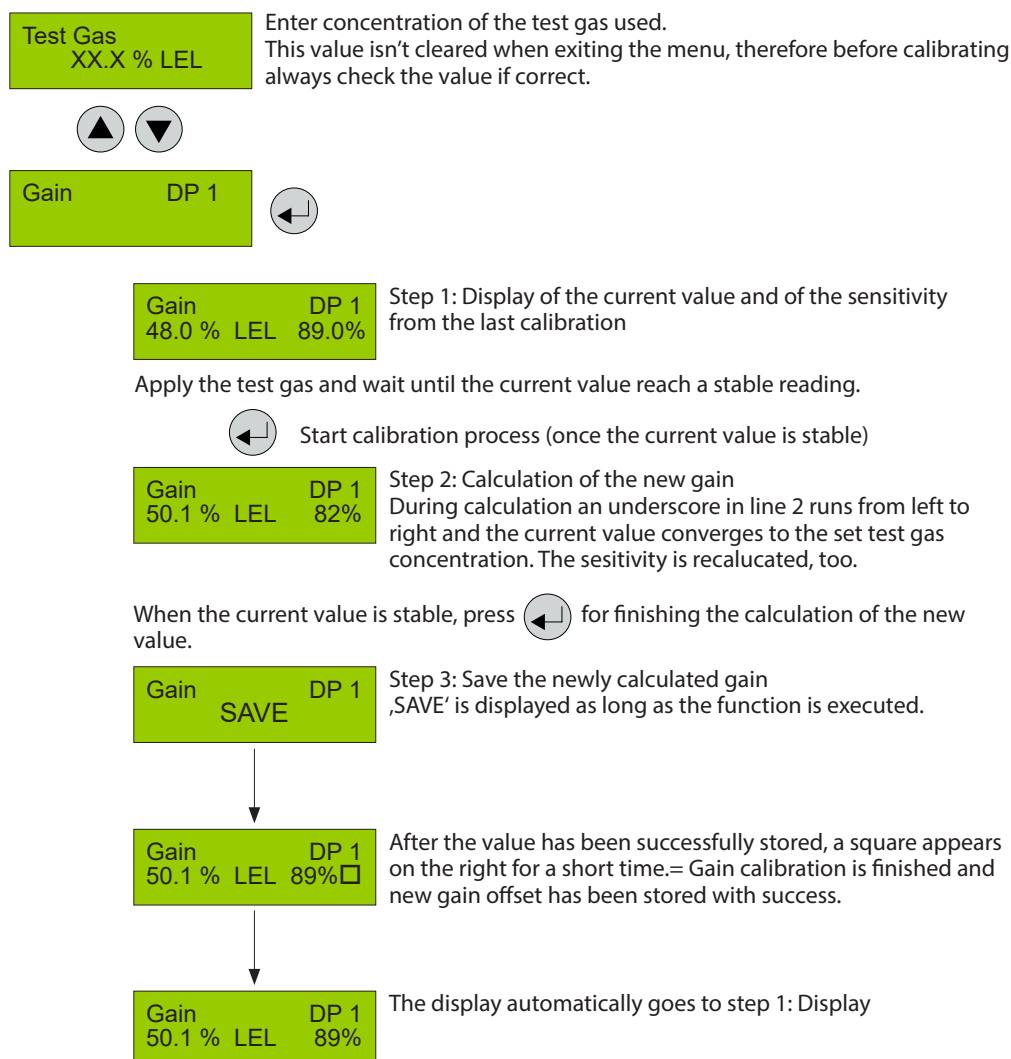 Test Gas
XX.X % LEL
Enter concentration of the test gas used.
This value isn't cleared when exiting the menu, therefore before calibrating
always check the value if correct.
Gain DP 1
Gain DP 1
48.0 % LEL 89.0%
Step 1: Display of the current value and of the sensitivity
from the last calibration
Apply the test gas and wait until the current value reach a stable reading.
Start calibration process (once the current value is stable)
Gain DP 1
50.1 % LEL 82%
Step 2: Calculation of the new gain
During calculation an underscore in line 2 runs from left to
right and the current value converges to the set test gas
concentration. The sesitivity is recalucated, too.
When the current value is stable, press for finishing the calculation of the new
value.
Gain DP 1
SAVE
Step 3: Save the newly calculated gain
‚SAVE‘ is displayed as long as the function is executed.
Gain DP 1
50.1 % LEL 89%□
After the value has been successfully stored, a square appears
on the right for a short time.= Gain calibration is finished and
new gain offset has been stored with success.
Gain DP 1
50.1 % LEL 89%
The display automatically goes to step 1: Display